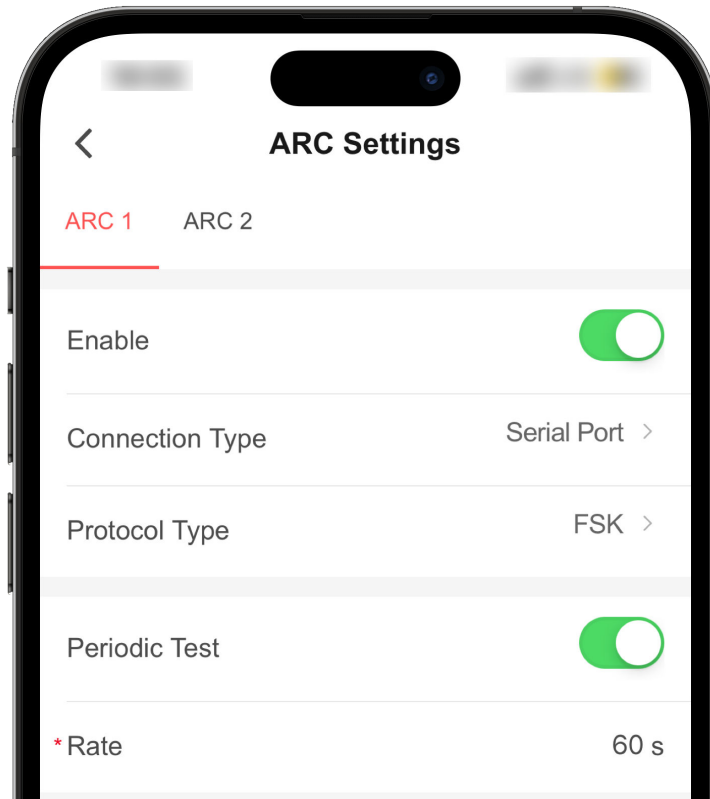 ARC Settings
ARC 1 ARC 2
Enable
Connection Type Serial Port
Protocol Type FSK
Periodic Test
* Rate 60 s